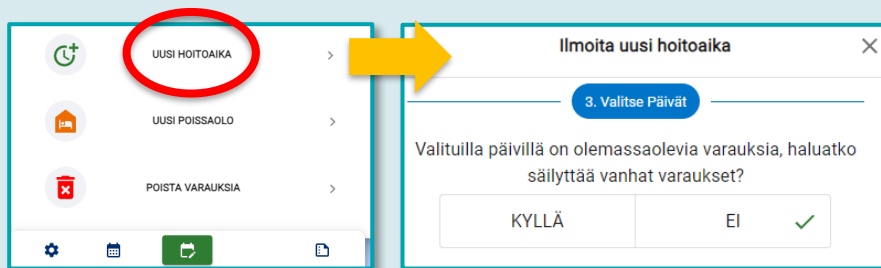 UUSI HOITOAIKA
UUSI POISSAOLO
POISTA VARAUKSIA
Ilmoita uusi hoitoaika
3. Valitse Päivät
Valituilla päivillä on olemassaolevia varauksia, haluatko
säilyttää vanhat varaukset?
KYLLÄ EI